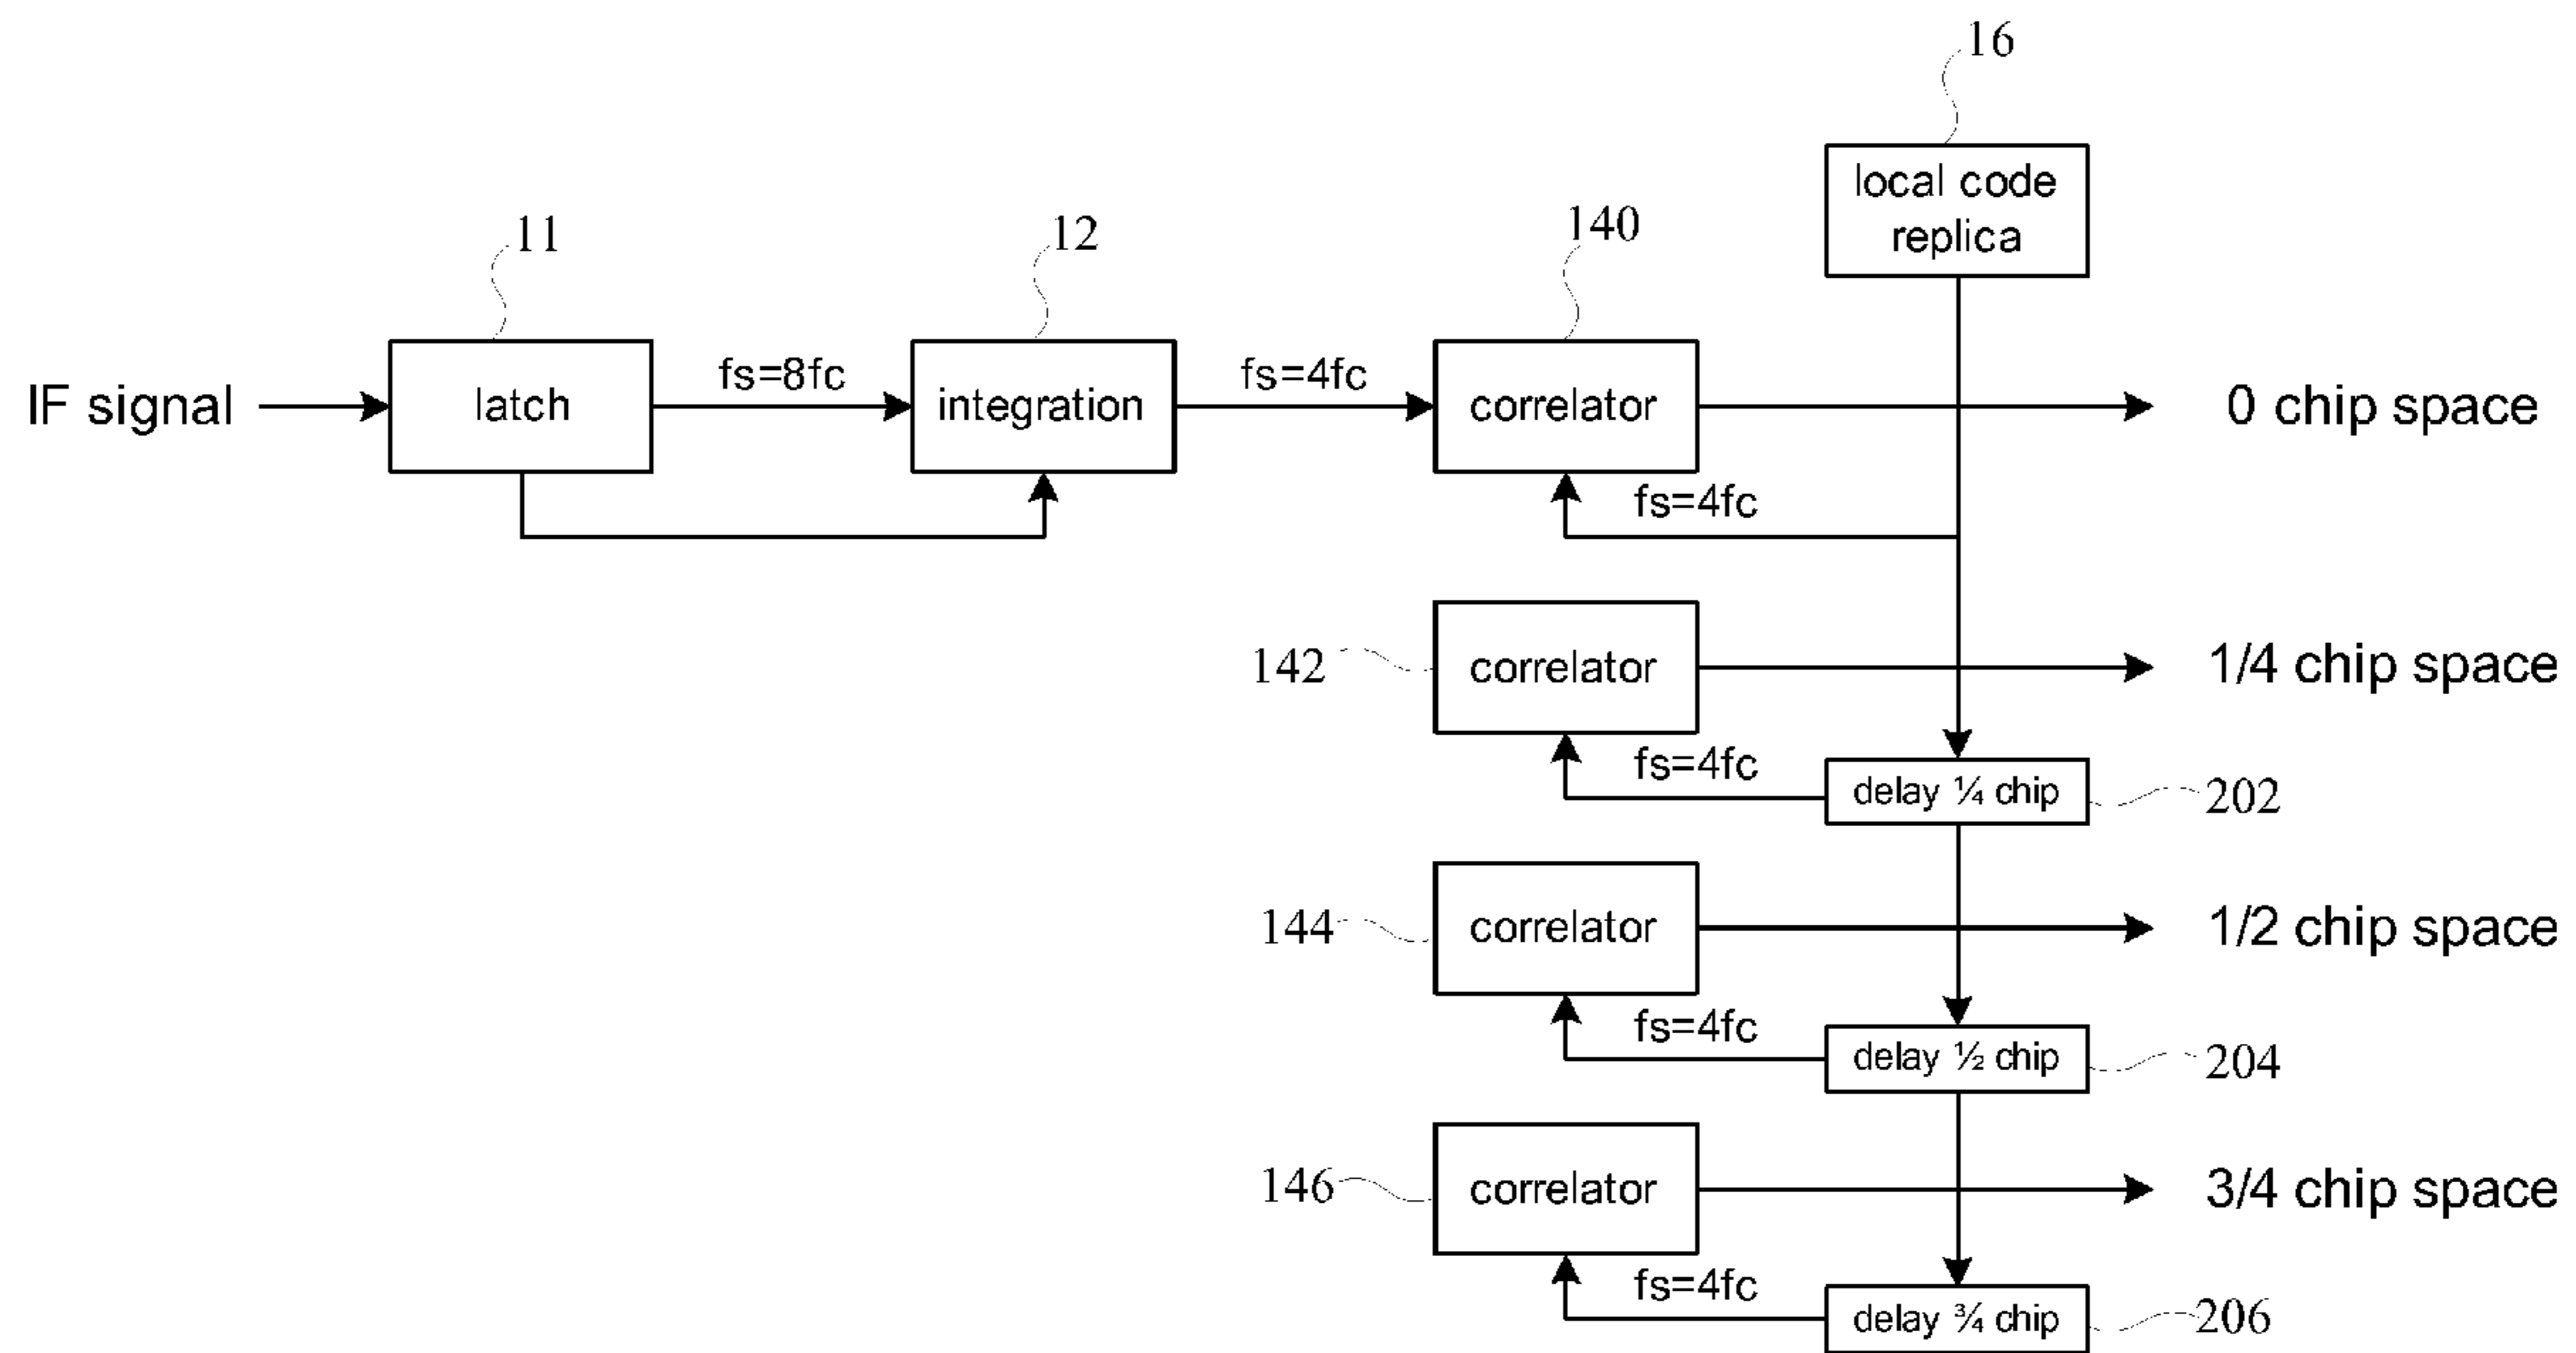 16
local code
replica
11
12
140
IF signal
latch
fs=8fc
integration
fs=4fc
correlator
0 chip space
fs=4fc
142
correlator
1/4 chip space
fs=4fc
delay ¼ chip
202
144
correlator
1/2 chip space
fs=4fc
delay ½ chip
204
146
correlator
3/4 chip space
fs=4fc
delay ¾ chip
206